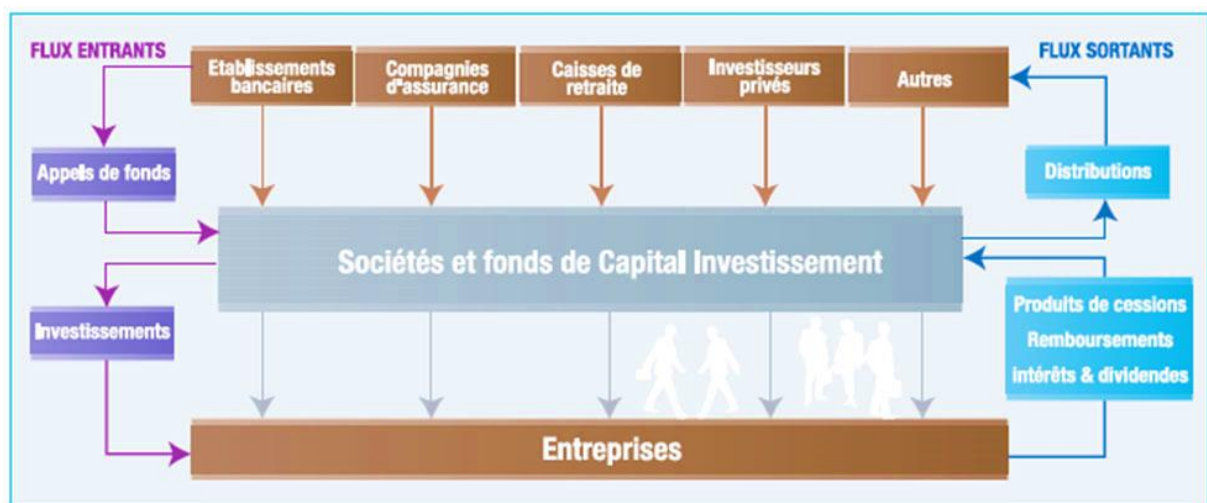 FLUX ENTRANTS
Etablissements
bancaires
Compagnies
d"assurance
Caisses de
retraite
Investisseurs
privés
Autres
FLUX SORTANTS
Appels de fonds
Distributions
Sociétés et fonds de Capital Investissement
Investissements
Produits de cessions
Remboursements
intérêts & dividendes
Entreprises